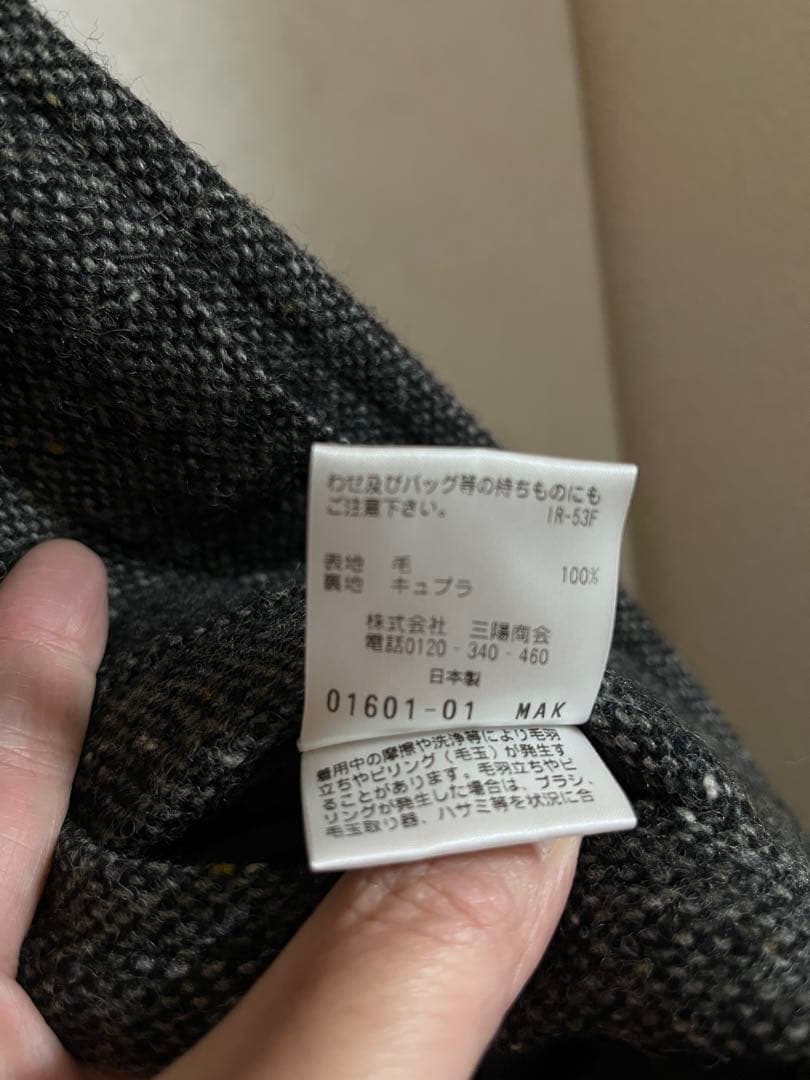 わせ及びバッグ等の持ちものにも
ご注意下さい。 IR-53F
表地 毛 100%
裏地 キュプラ
株式会社 三陽商会
電話0120-340-460
日本製
01601-01 MAK
着用中の摩擦や洗浄等により毛羽
立ちやピリング(毛玉)が発生す
ることがあります。毛羽立ちやピ
リングが発生した場合は、ブラシ、
毛玉取り器、ハサミ等を状況に合